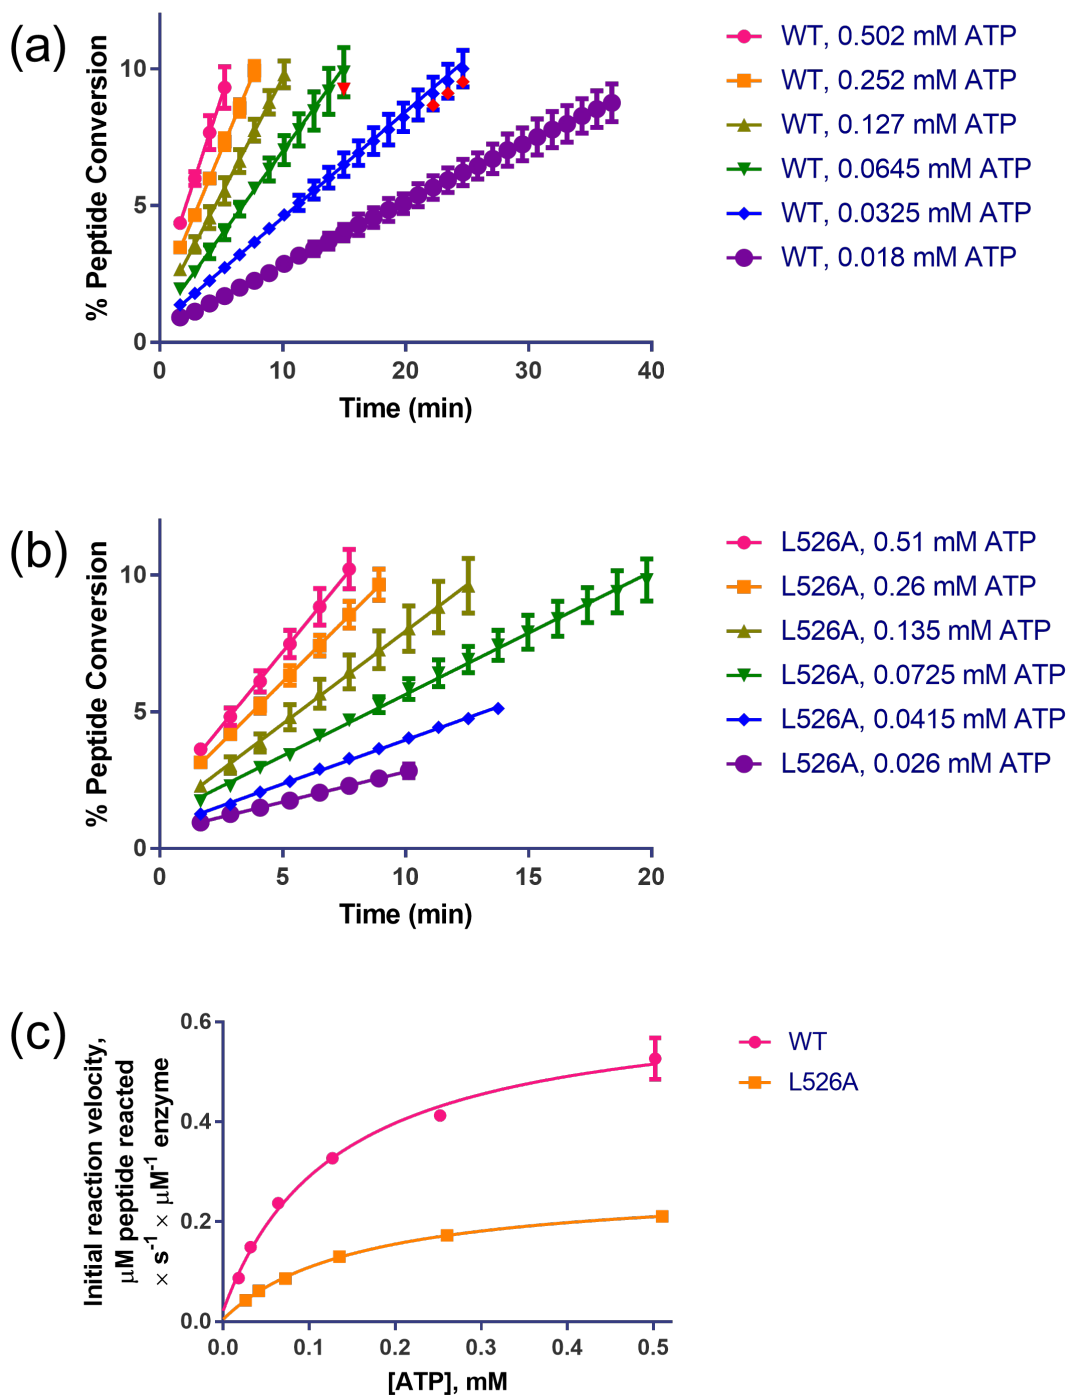 (a)
% Peptide Conversion
10
5
0
0 10 20 30 40
Time (min)
WT, 0.502 mM ATP
WT, 0.252 mM ATP
WT, 0.127 mM ATP
WT, 0.0645 mM ATP
WT, 0.0325 mM ATP
WT, 0.018 mM ATP
(b)
% Peptide Conversion
10
5
0
0 5 10 15 20
Time (min)
L526A, 0.51 mM ATP
L526A, 0.26 mM ATP
L526A, 0.135 mM ATP
L526A, 0.0725 mM ATP
L526A, 0.0415 mM ATP
L526A, 0.026 mM ATP
(c)
Initial reaction velocity,
μM peptide reacted
× s⁻¹ × μM⁻¹ enzyme
0.6
0.4
0.2
0.0
0.0 0.1 0.2 0.3 0.4 0.5
[ATP], mM
WT
L526A